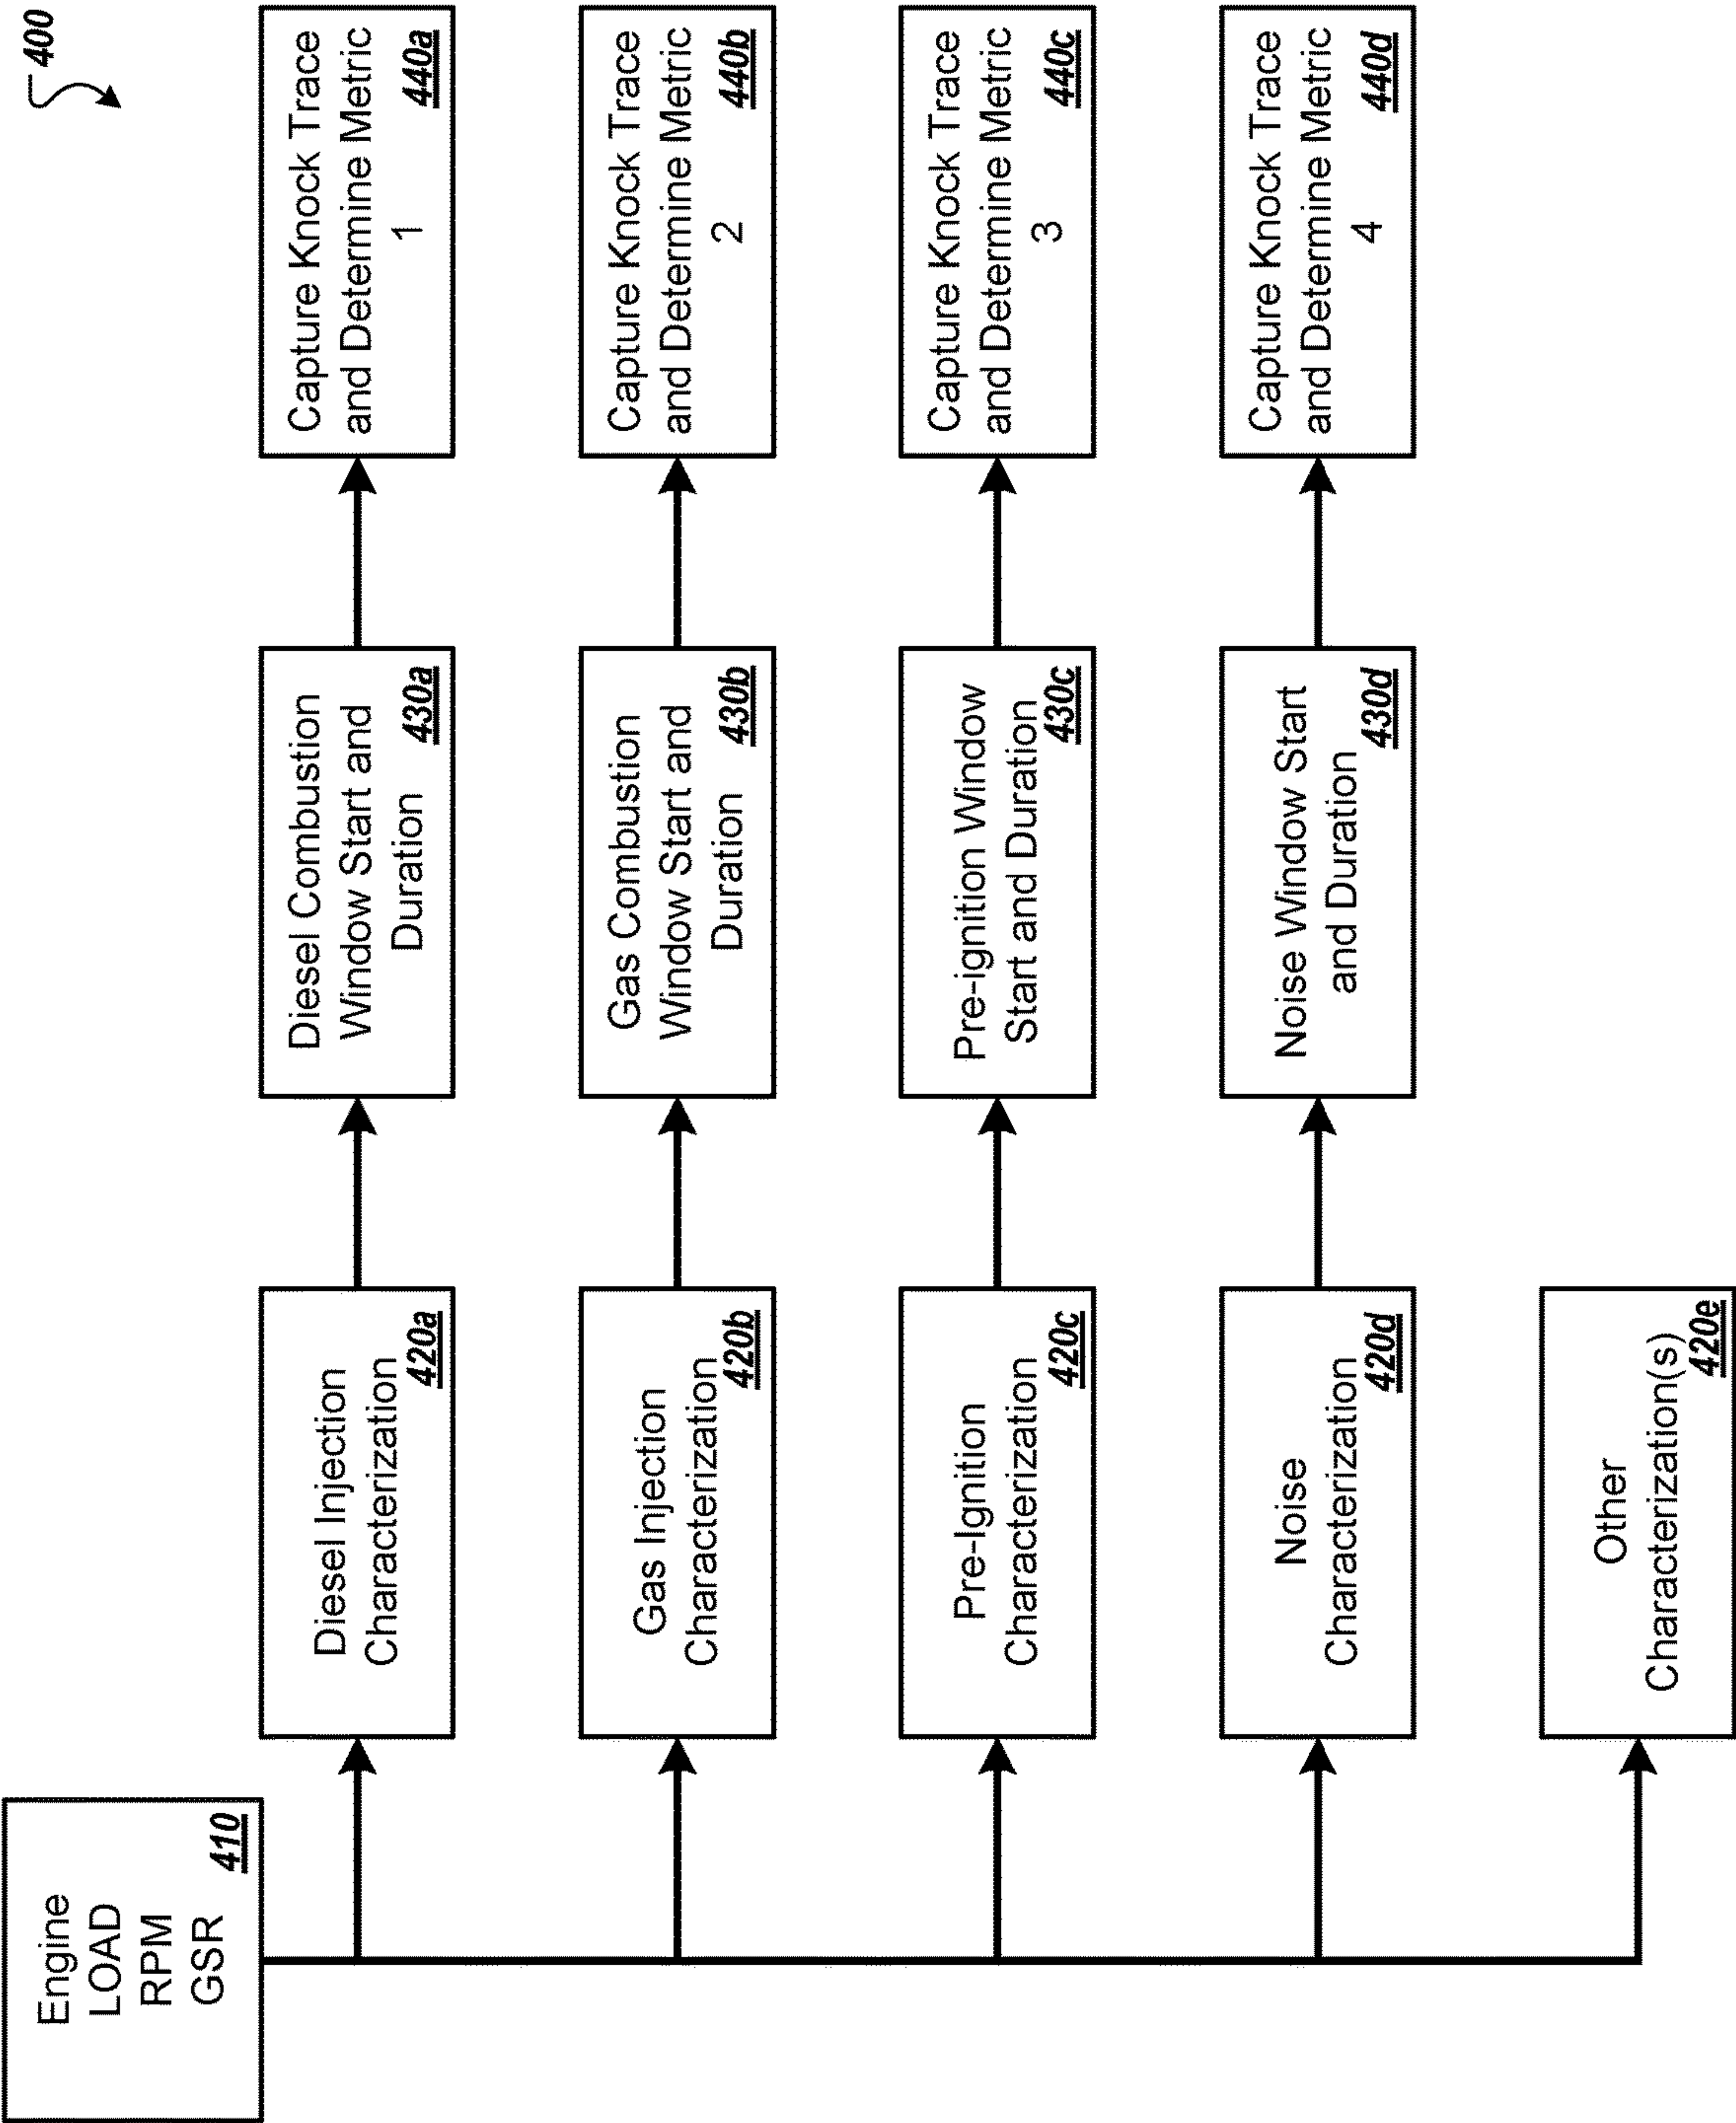 400
Engine
LOAD
RPM
GSR
410
Diesel Injection
Characterization
420a
Diesel Combustion
Window Start and
Duration
430a
Capture Knock Trace
and Determine Metric
1
440a
Gas Injection
Characterization
420b
Gas Combustion
Window Start and
Duration
430b
Capture Knock Trace
and Determine Metric
2
440b
Pre-Ignition
Characterization
420c
Pre-ignition Window
Start and Duration
430c
Capture Knock Trace
and Determine Metric
3
440c
Noise
Characterization
420d
Noise Window Start
and Duration
430d
Capture Knock Trace
and Determine Metric
4
440d
Other
Characterization(s)
420e